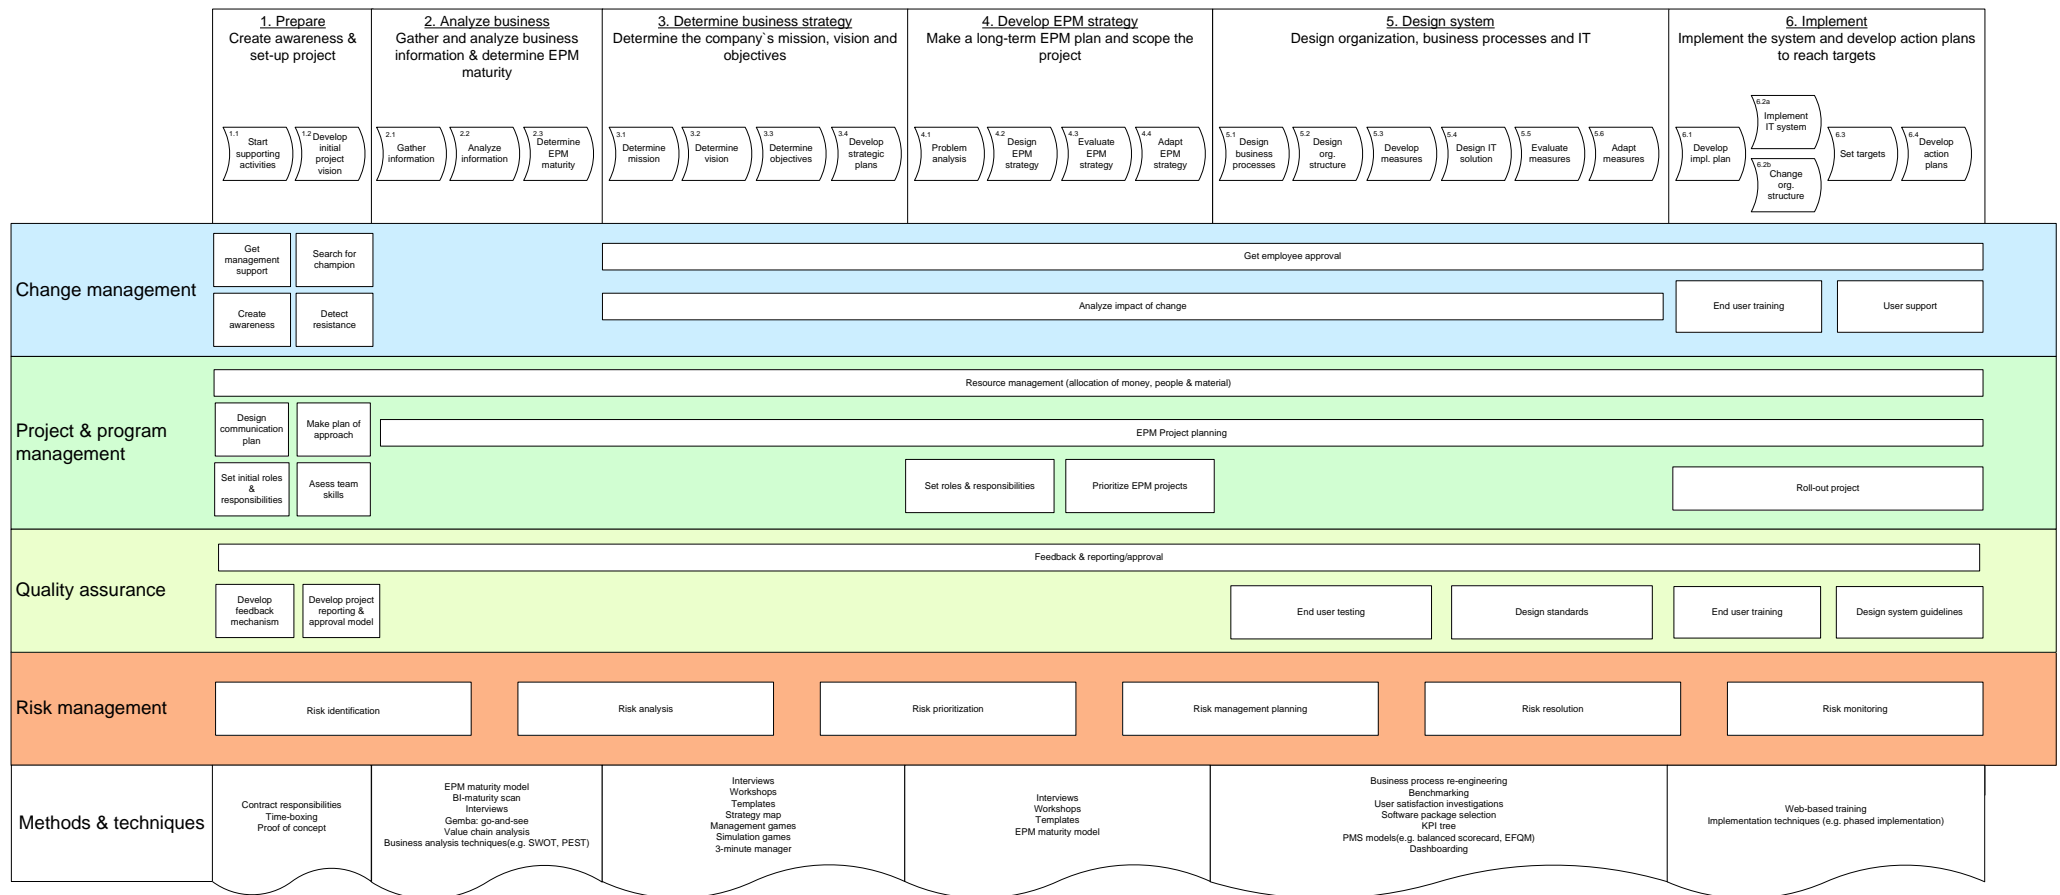 1. Prepare
Create awareness &
set-up project
2. Analyze business
Gather and analyze business
information & determine EPM
maturity
3. Determine business strategy
Determine the company`s mission, vision and
objectives
4. Develop EPM strategy
Make a long-term EPM plan and scope the
project
5. Design system
Design organization, business processes and IT
6. Implement
Implement the system and develop action plans
to reach targets
1.1
Start
supporting
activities
1.2
Develop
initial
project
vision
2.1
Gather
information
2.2
Analyze
information
2.3
Determine
EPM
maturity
3.1
Determine
mission
3.2
Determine
vision
3.3
Determine
objectives
3.4
Develop
strategic
plans
4.1
Problem
analysis
4.2
Design
EPM
strategy
4.3
Evaluate
EPM
strategy
4.4
Adapt
EPM
strategy
5.1
Design
business
processes
5.2
Design
org.
structure
5.3
Develop
measures
5.4
Design IT
solution
5.5
Evaluate
measures
5.6
Adapt
measures
6.1
Develop
impl. plan
6.2a
Implement
IT system
6.2b
Change
org.
structure
6.3
Set targets
6.4
Develop
action
plans
Change management
Get
management
support
Search for
champion
Get employee approval
Create
awareness
Detect
resistance
Analyze impact of change
End user training
User support
Project & program
management
Resource management (allocation of money, people & material)
Design
communication
plan
Make plan of
approach
EPM Project planning
Set initial roles
&
responsibilities
Asess team
skills
Set roles & responsibilities
Prioritize EPM projects
Roll-out project
Quality assurance
Feedback & reporting/approval
Develop
feedback
mechanism
Develop project
reporting &
approval model
End user testing
Design standards
End user training
Design system guidelines
Risk management
Risk identification
Risk analysis
Risk prioritization
Risk management planning
Risk resolution
Risk monitoring
Methods & techniques
Contract responsibilities
Time-boxing
Proof of concept
EPM maturity model
BI-maturity scan
Interviews
Gemba: go-and-see
Value chain analysis
Business analysis techniques(e.g. SWOT, PEST)
Interviews
Workshops
Templates
Strategy map
Management games
Simulation games
3-minute manager
Interviews
Workshops
Templates
EPM maturity model
Business process re-engineering
Benchmarking
User satisfaction investigations
Software package selection
KPI tree
PMS models(e.g. balanced scorecard, EFQM)
Dashboarding
Web-based training
Implementation techniques (e.g. phased implementation)